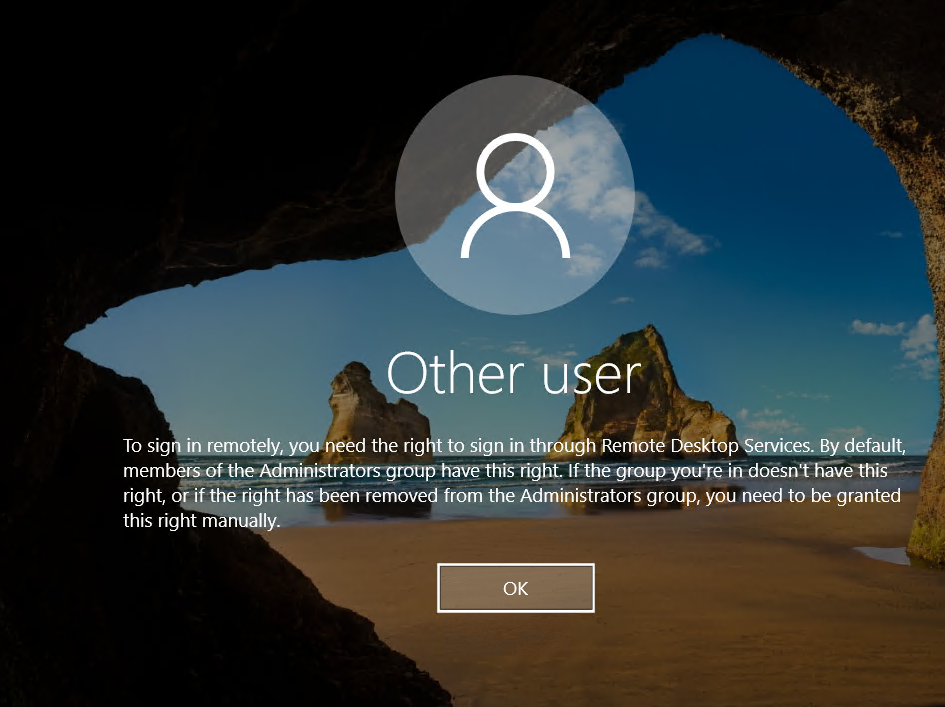 Other user
To sign in remotely, you need the right to sign in through Remote Desktop Services. By default,
members of the Administrators group have this right. If the group you're in doesn't have this
right, or if the right has been removed from the Administrators group, you need to be granted
this right manually.
OK